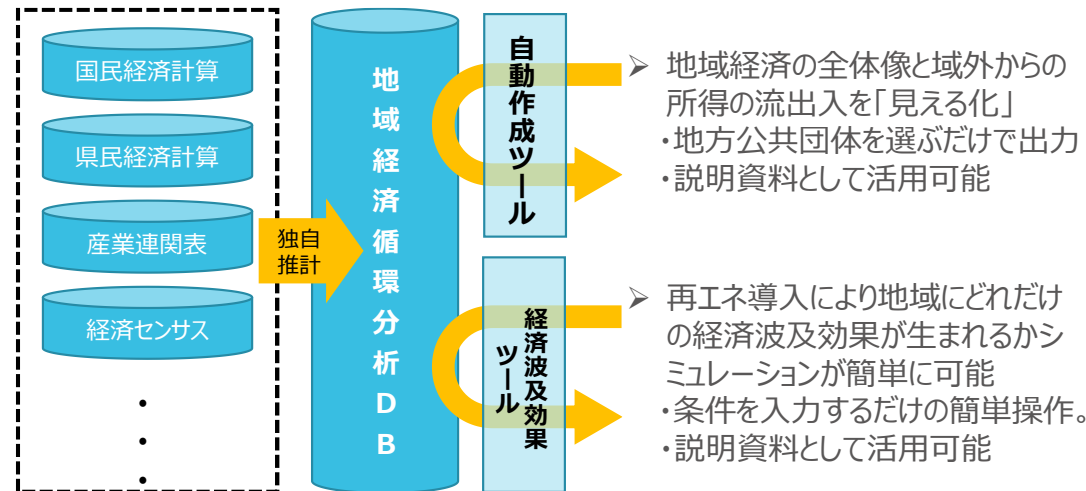 国民経済計算
県民経済計算
産業連関表
経済センサス
・
・
・
独自
推計
地域経済循環分析DB
自動作成ツール
経済波及効果
ツール
➢ 地域経済の全体像と域外からの
所得の流出入を「見える化」
・地方公共団体を選ぶだけで出力
・説明資料として活用可能
➢ 再エネ導入により地域にどれだけ
の経済波及効果が生まれるかシ
ミュレーションが簡単に可能
・条件を入力するだけの簡単操作。
・説明資料として活用可能